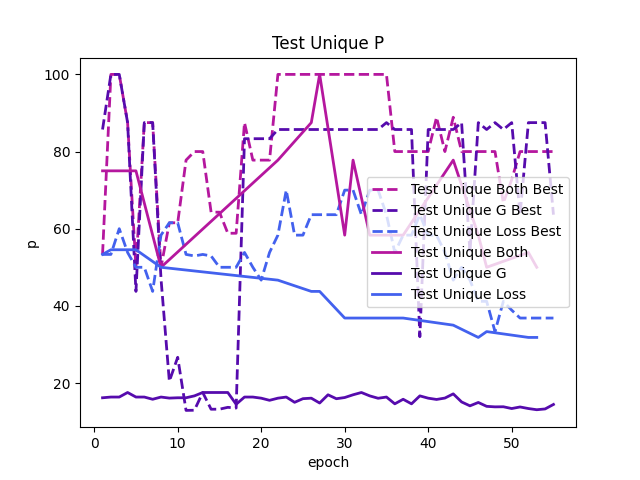 Test Unique P
100
80
60
40
20
p
0
10
20
30
40
50
epoch
Test Unique Both Best
Test Unique G Best
Test Unique Loss Best
Test Unique Both
Test Unique G
Test Unique Loss